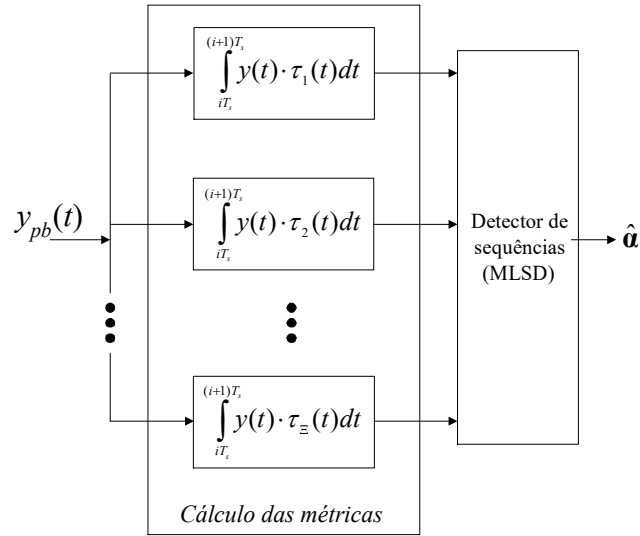 (i+1)T_s
∫ y(t)·τ_1(t)dt
iT_s
(i+1)T_s
∫ y(t)·τ_2(t)dt
iT_s
y_pb(t)
Detector de
sequências
(MLSD)
α̂
(i+1)T_s
∫ y(t)·τ_Ξ(t)dt
iT_s
Cálculo das métricas